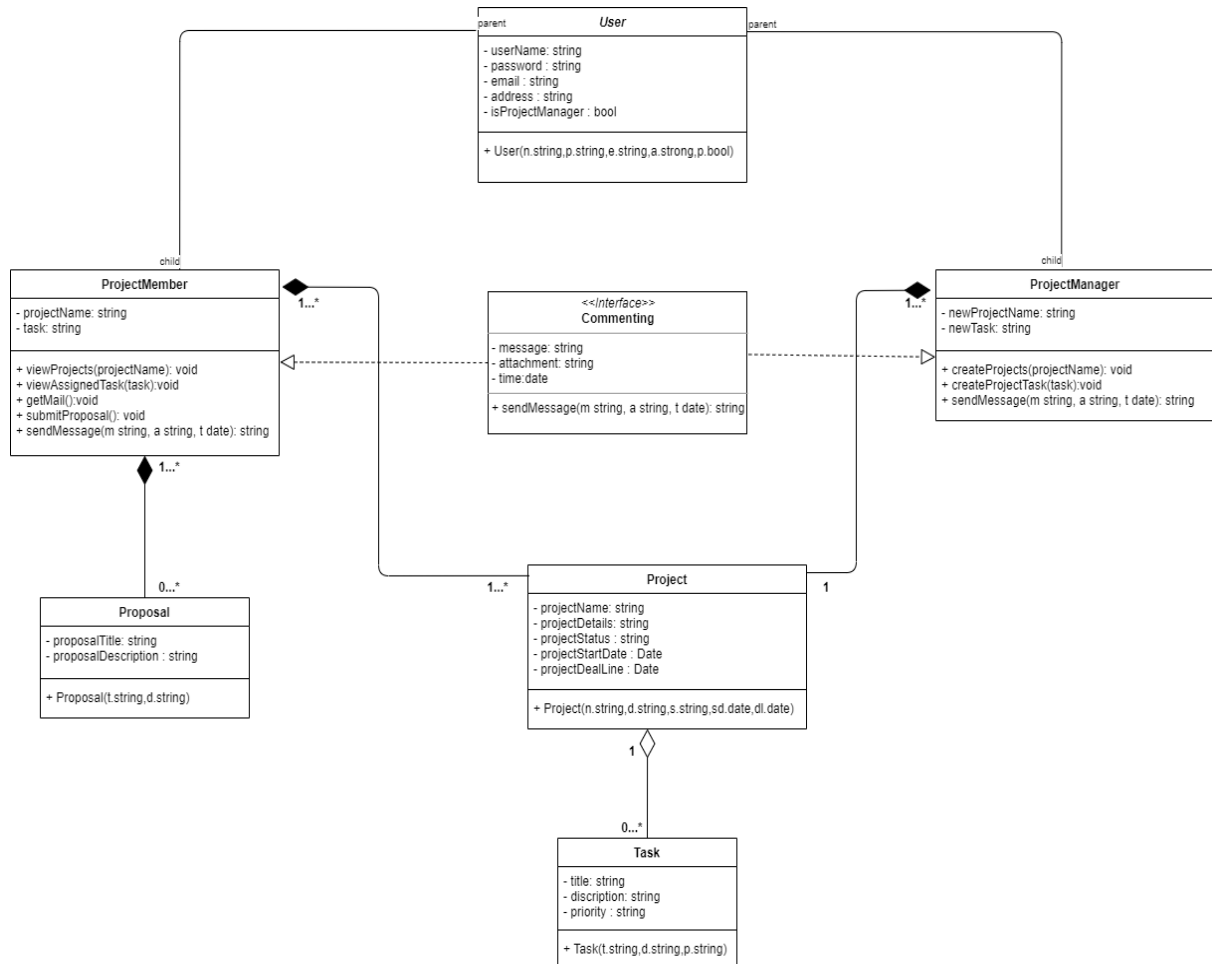 User
- userName: string
- password : string
- email : string
- address : string
- isProjectManager : bool
+ User(n.string,p.string,e.string,a.strong,p.bool)
parent
parent
child
child
ProjectMember
- projectName: string
- task: string
+ viewProjects(projectName): void
+ viewAssignedTask(task):void
+ getMail():void
+ submitProposal(): void
+ sendMessage(m string, a string, t date): string
1...*
1...*
<<Interface>>
Commenting
- message: string
- attachment: string
- time:date
+ sendMessage(m string, a string, t date): string
ProjectManager
- newProjectName: string
- newTask: string
+ createProjects(projectName): void
+ createProjectTask(task):void
+ sendMessage(m string, a string, t date): string
1...*
0...*
Proposal
- proposalTitle: string
- proposalDescription : string
+ Proposal(t.string,d.string)
1...*
1
Project
- projectName: string
- projectDetails: string
- projectStatus : string
- projectStartDate : Date
- projectDealLine : Date
+ Project(n.string,d.string,s.string,sd.date,dl.date)
1
0...*
Task
- title: string
- discription: string
- priority : string
+ Task(t.string,d.string,p.string)